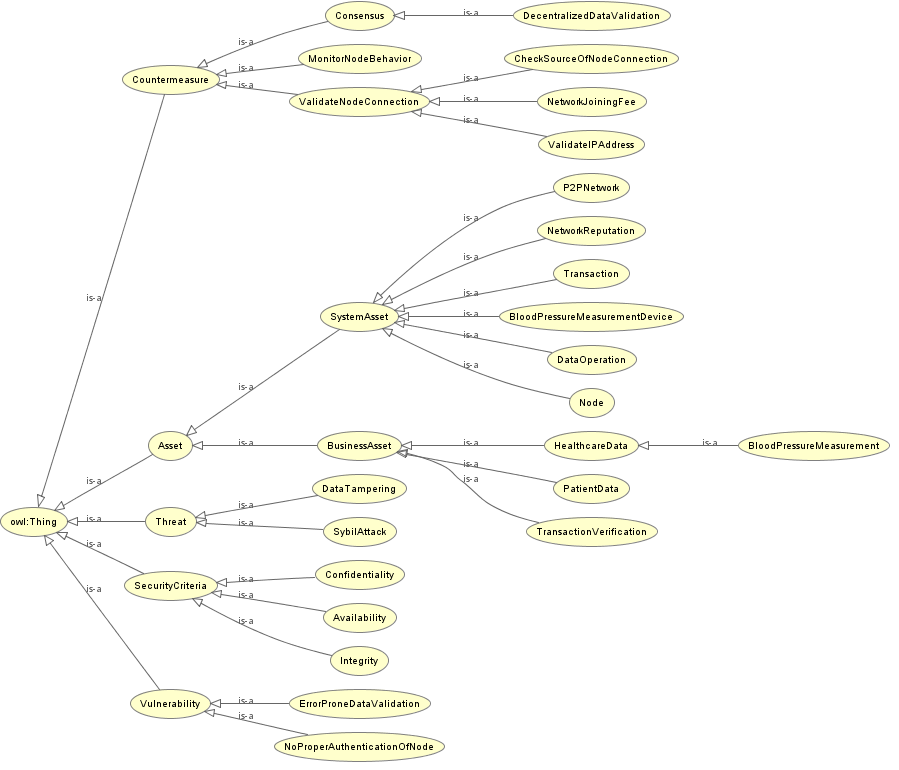 Consensus
is-a
DecentralizedDataValidation
is-a
MonitorNodeBehavior
is-a
CheckSourceOfNodeConnection
Countermeasure
is-a
is-a
ValidateNodeConnection
is-a
NetworkJoiningFee
is-a
ValidateIPAddress
P2PNetwork
is-a
NetworkReputation
is-a
Transaction
is-a
is-a
SystemAsset
is-a
BloodPressureMeasurementDevice
is-a
DataOperation
is-a
is-a
Node
Asset
is-a
BusinessAsset
is-a
HealthcareData
is-a
BloodPressureMeasurement
is-a
is-a
is-a
DataTampering
PatientData
is-a
owl:Thing
is-a
Threat
is-a
SybilAttack
TransactionVerification
is-a
Confidentiality
SecurityCriteria
is-a
is-a
is-a
Availability
is-a
Integrity
Vulnerability
is-a
ErrorProneDataValidation
is-a
NoProperAuthenticationOfNode